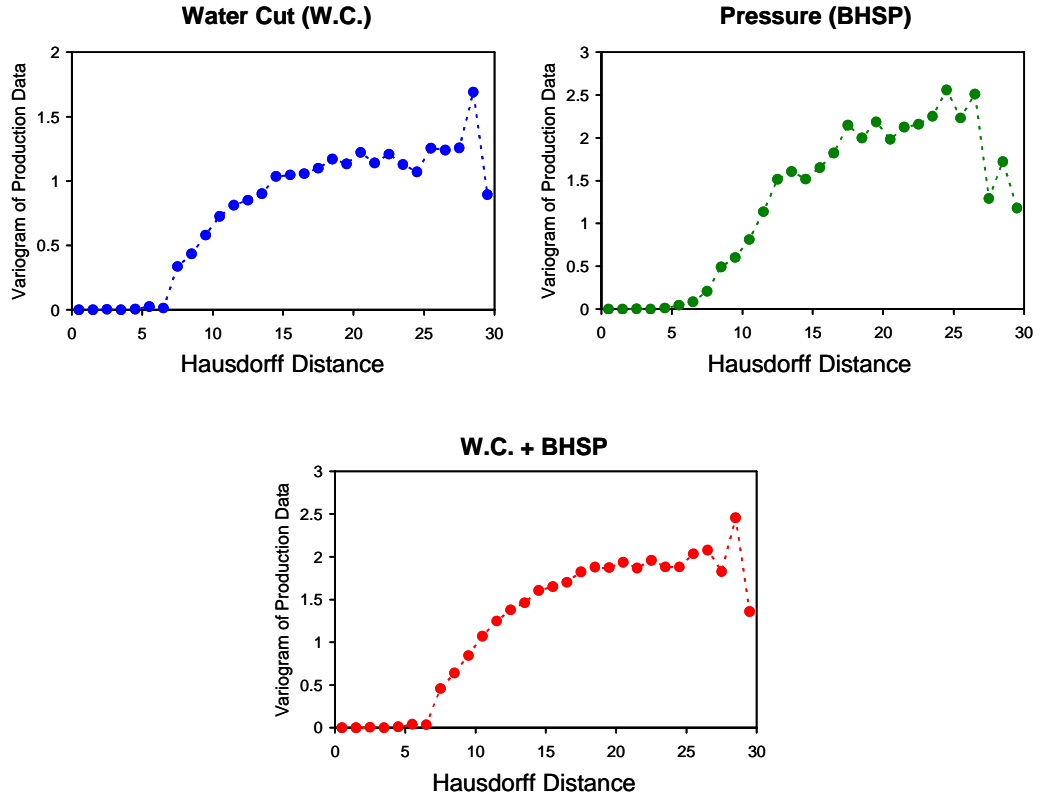 Water Cut (W.C.)
Variogram of Production Data
2
1.5
1
0.5
0
0 5 10 15 20 25 30
Hausdorff Distance
Pressure (BHSP)
Variogram of Production Data
3
2.5
2
1.5
1
0.5
0
0 5 10 15 20 25 30
Hausdorff Distance
W.C. + BHSP
Variogram of Production Data
3
2.5
2
1.5
1
0.5
0
0 5 10 15 20 25 30
Hausdorff Distance